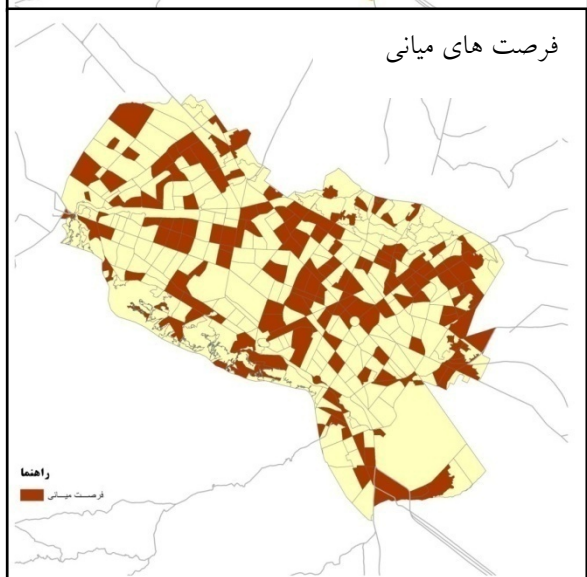 فرصت های میانی
راهنما
فرصت میانی